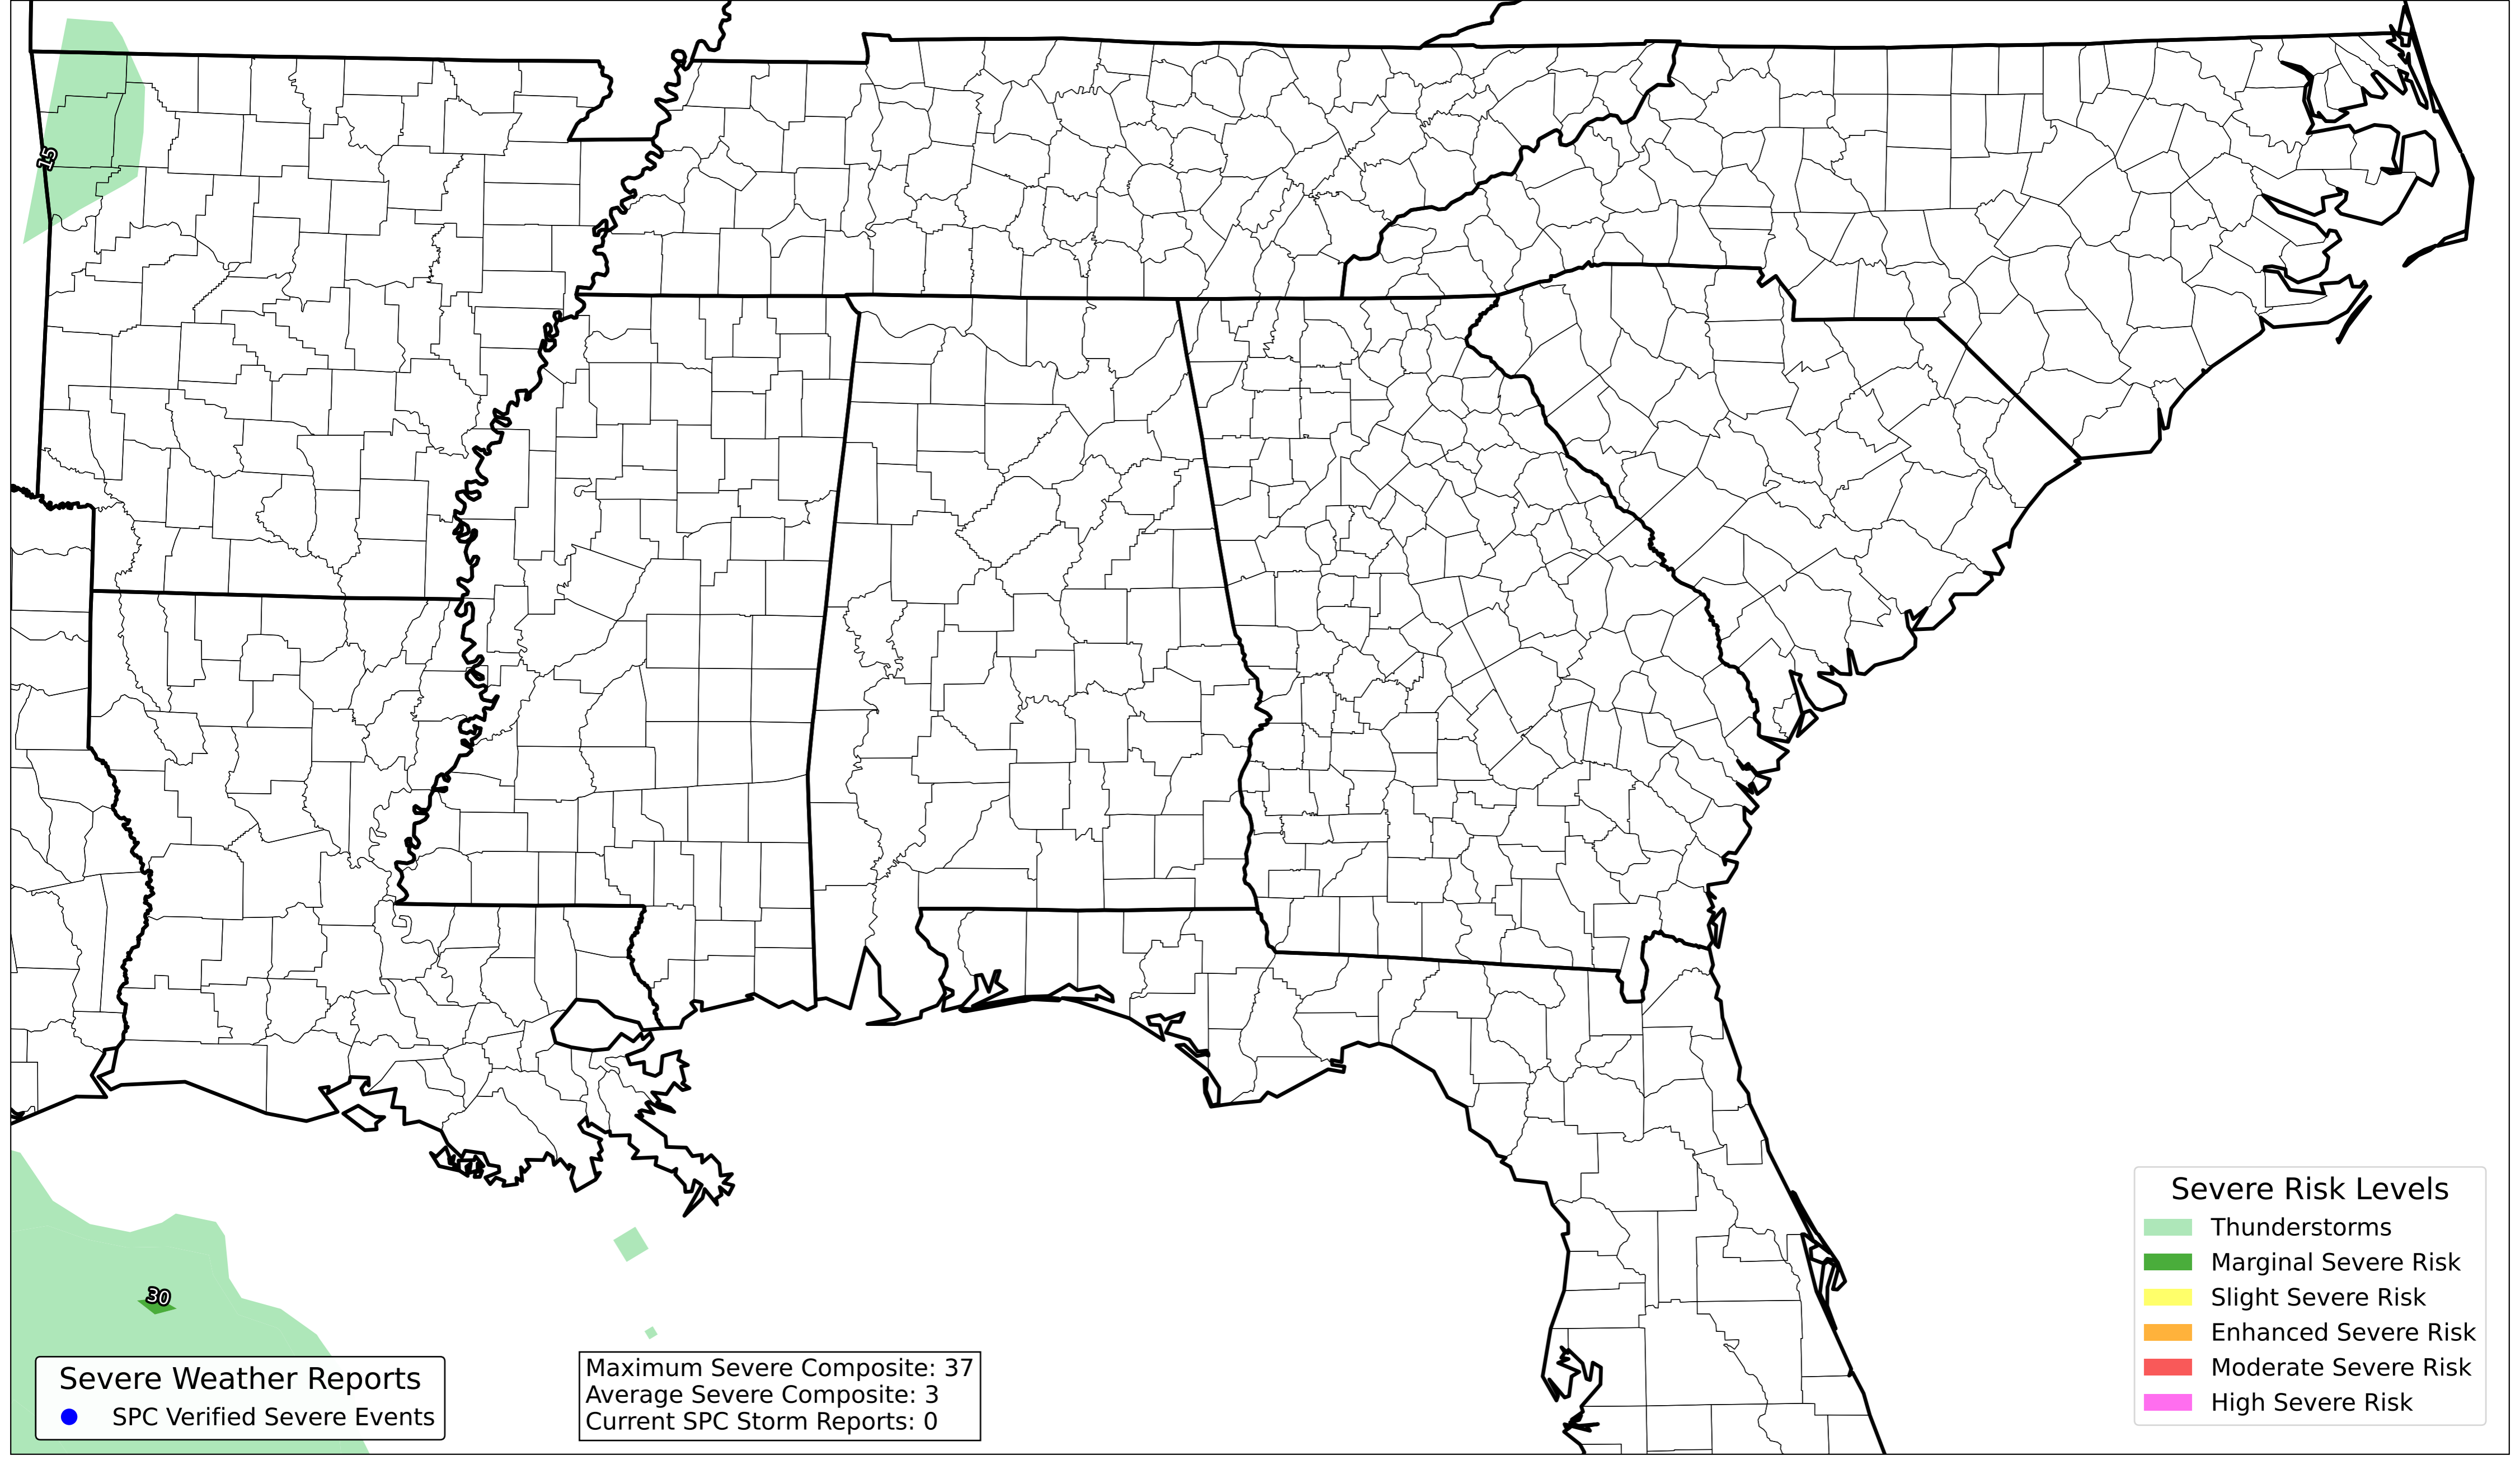 15
30
Severe Weather Reports
SPC Verified Severe Events
Maximum Severe Composite: 37
Average Severe Composite: 3
Current SPC Storm Reports: 0
Severe Risk Levels
Thunderstorms
Marginal Severe Risk
Slight Severe Risk
Enhanced Severe Risk
Moderate Severe Risk
High Severe Risk